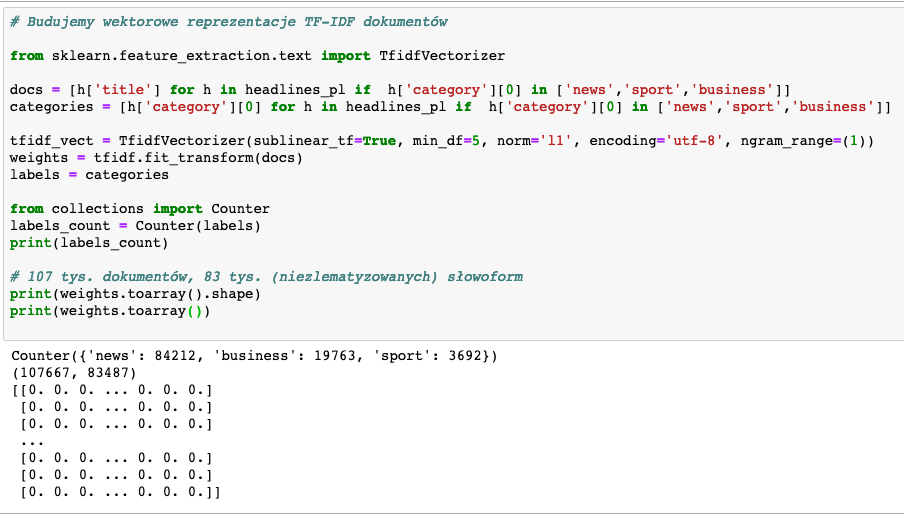 # Budujemy wektorowe reprezentacje TF-IDF dokumentów
from sklearn.feature_extraction.text import TfidfVectorizer
docs = [h['title'] for h in headlines_pl if  h['category'][0] in ['news','sport','business']]
categories = [h['category'][0] for h in headlines_pl if  h['category'][0] in ['news','sport','business']]
tfidf_vect = TfidfVectorizer(sublinear_tf=True, min_df=5, norm='l1', encoding='utf-8', ngram_range=(1))
weights = tfidf.fit_transform(docs)
labels = categories
from collections import Counter
labels_count = Counter(labels)
print(labels_count)
# 107 tys. dokumentów, 83 tys. (niezlematyzowanych) słowoform
print(weights.toarray().shape)
print(weights.toarray())
Counter({'news': 84212, 'business': 19763, 'sport': 3692})
(107667, 83487)
[[0. 0. 0. ... 0. 0. 0.]
 [0. 0. 0. ... 0. 0. 0.]
 [0. 0. 0. ... 0. 0. 0.]
 ...
 [0. 0. 0. ... 0. 0. 0.]
 [0. 0. 0. ... 0. 0. 0.]
 [0. 0. 0. ... 0. 0. 0.]]